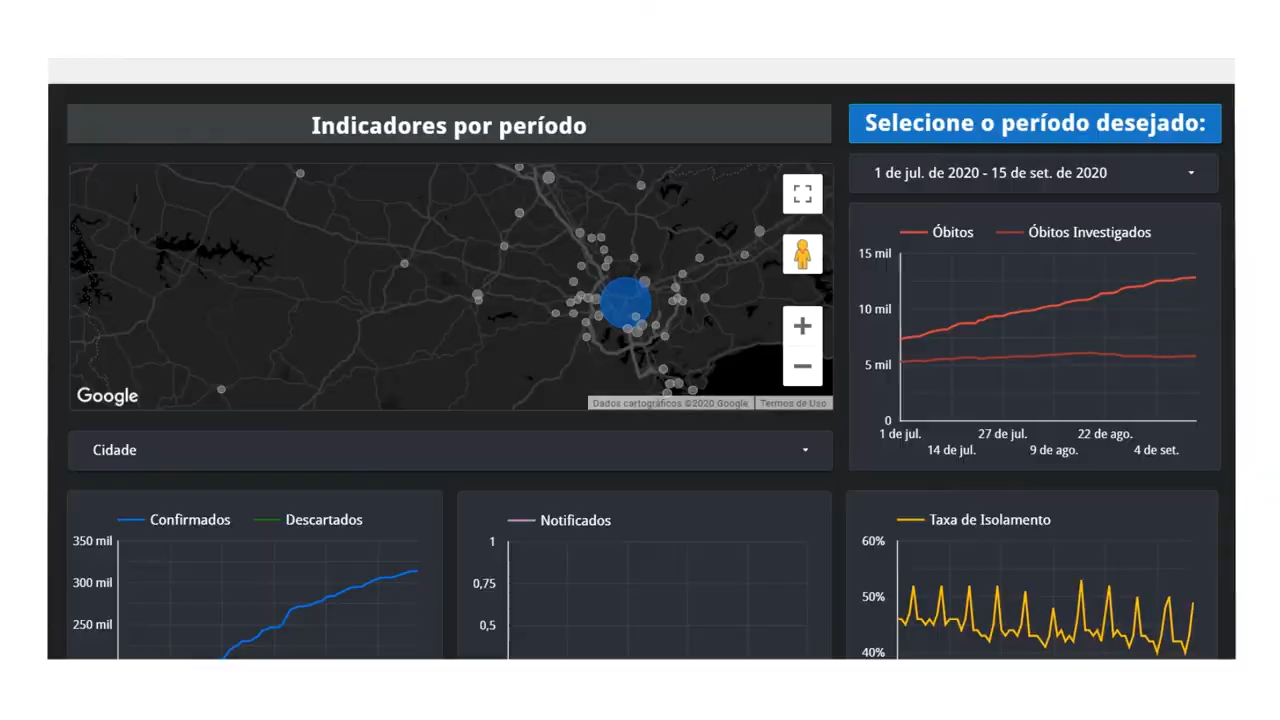 Indicadores por período
Selecione o período desejado:
1 de jul. de 2020 - 15 de set. de 2020
Google
Dados cartográficos ©2020 Google
Termos de Uso
Óbitos
Óbitos Investigados
15 mil
10 mil
5 mil
0
1 de jul.
27 de jul.
22 de ago.
14 de jul.
9 de ago.
4 de set.
Cidade
Confirmados
Descartados
350 mil
300 mil
250 mil
Notificados
1
0,75
0,5
Taxa de Isolamento
60%
50%
40%